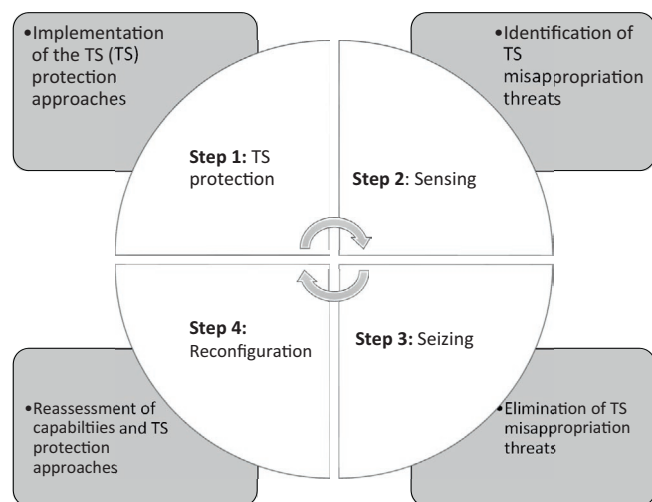 •Implementation
of the TS (TS)
protection
approaches
•Identification of
TS
misappropriation
threats
Step 1: TS
protection
Step 2: Sensing
Step 4:
Reconfiguration
Step 3: Seizing
•Reassessment of
capabiltiies and TS
protection
approaches
•Elimination of TS
misappropriation
threats